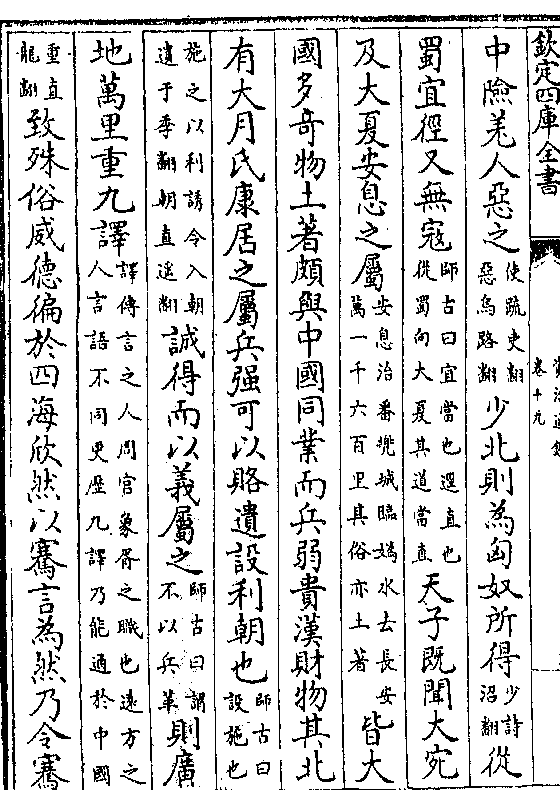 欽定四庫全書
資治通鑑
卷十九
中險羌人惡之使疏吏翻惡烏路翻少北則為匈奴所得少詩沼翻從
蜀宜徑又無寇師古曰宜當也選直也從蜀向大夏其道當直天子既聞大宛
及大夏安息之屬安息治番兜城臨媯水去長安萬一千六百里其俗亦土著皆大
國多奇物土著頗與中國同業而兵弱貴漢財物其北
有大月氏康居之屬兵强可以賂遺設利朝也師古曰設施也
施之以利誘令入朝遺于季翻朝直遥翻誠得而以義屬之師古曰謂不以兵革則廣
地萬里重九譯譯傳言之人周官象胥之職也遠方之人言語不同更歷九譯乃能通於中國
重直龍翻致殊俗威德徧於四海欣然以騫言為然乃令騫